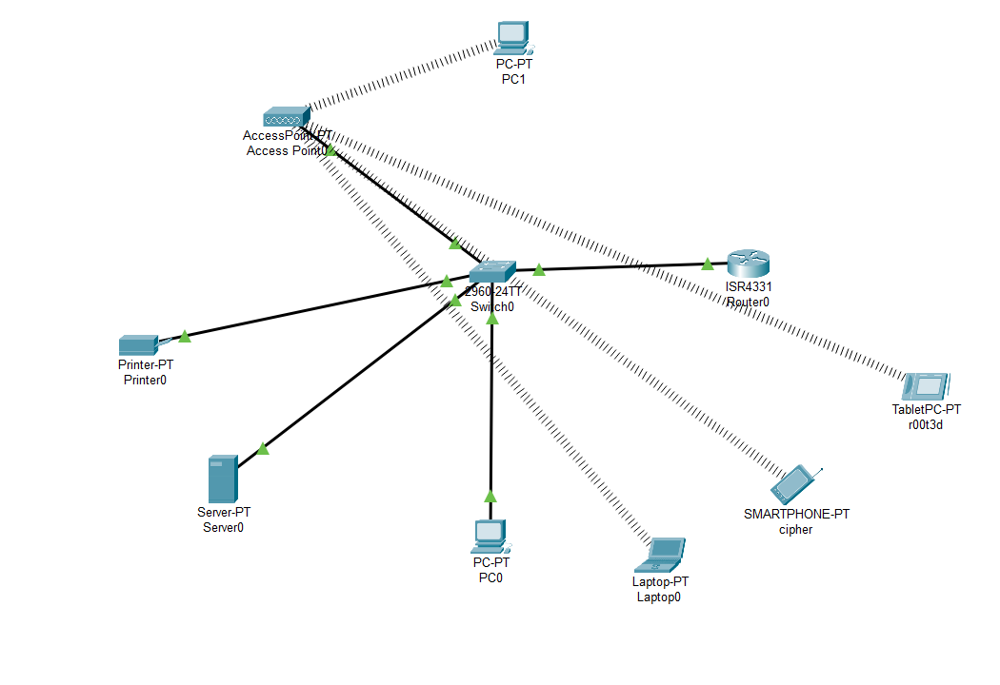 PC-PT
PC1
AccessPoint-PT
Access Point0
ISR4331
Router0
2960-24TT
Switch0
Printer-PT
Printer0
TabletPC-PT
r00t3d
Server-PT
Server0
SMARTPHONE-PT
cipher
PC-PT
PC0
Laptop-PT
Laptop0